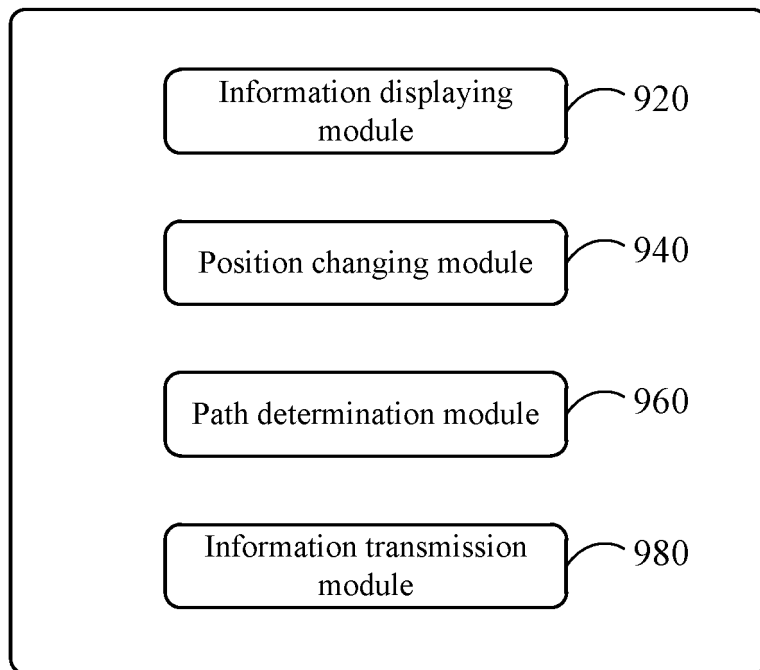 Information displaying
module
920
Position changing module
940
Path determination module
960
Information transmission
module
980